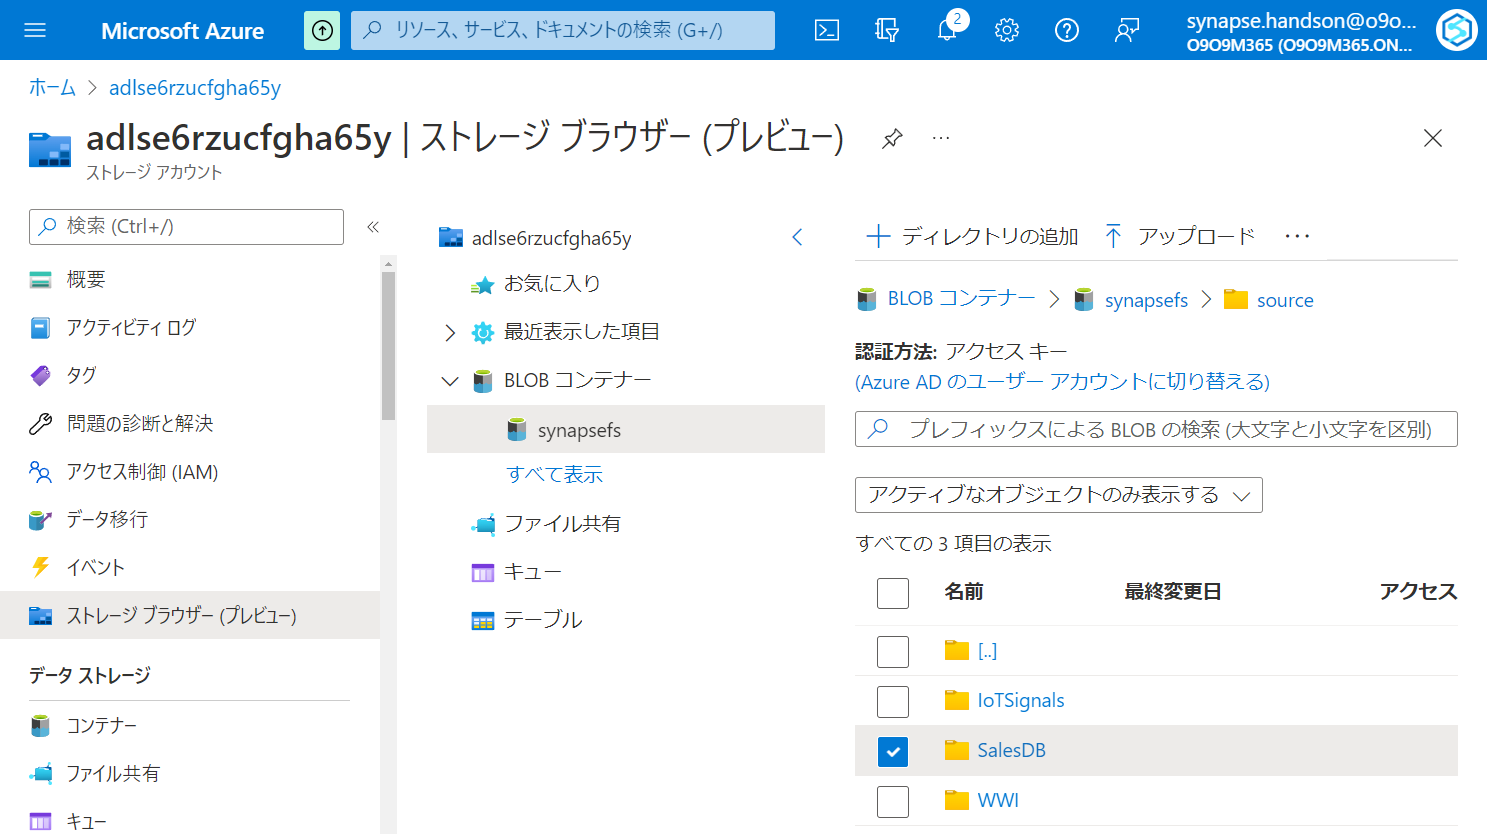 Microsoft Azure
リソース、サービス、ドキュメントの検索 (G+/)
2
synapse.handson@o9o...
O9O9M365 (O9O9M365.ON...
ホーム > adlse6rzucfgha65y
adlse6rzucfgha65y | ストレージ ブラウザー (プレビュー)
ストレージ アカウント
検索 (Ctrl+/)
概要
アクティビティ ログ
タグ
問題の診断と解決
アクセス制御 (IAM)
データ移行
イベント
ストレージ ブラウザー (プレビュー)
データ ストレージ
コンテナー
ファイル共有
キュー
adlse6rzucfgha65y
お気に入り
最近表示した項目
BLOB コンテナー
synapsefs
すべて表示
ファイル共有
キュー
テーブル
ディレクトリの追加 アップロード ...
BLOB コンテナー > synapsefs > source
認証方法: アクセス キー
(Azure AD のユーザー アカウントに切り替える)
プレフィックスによる BLOB の検索 (大文字と小文字を区別)
アクティブなオブジェクトのみ表示する
すべての 3 項目の表示
名前 最終変更日 アクセス
[..]
IoTSignals
SalesDB
WWI